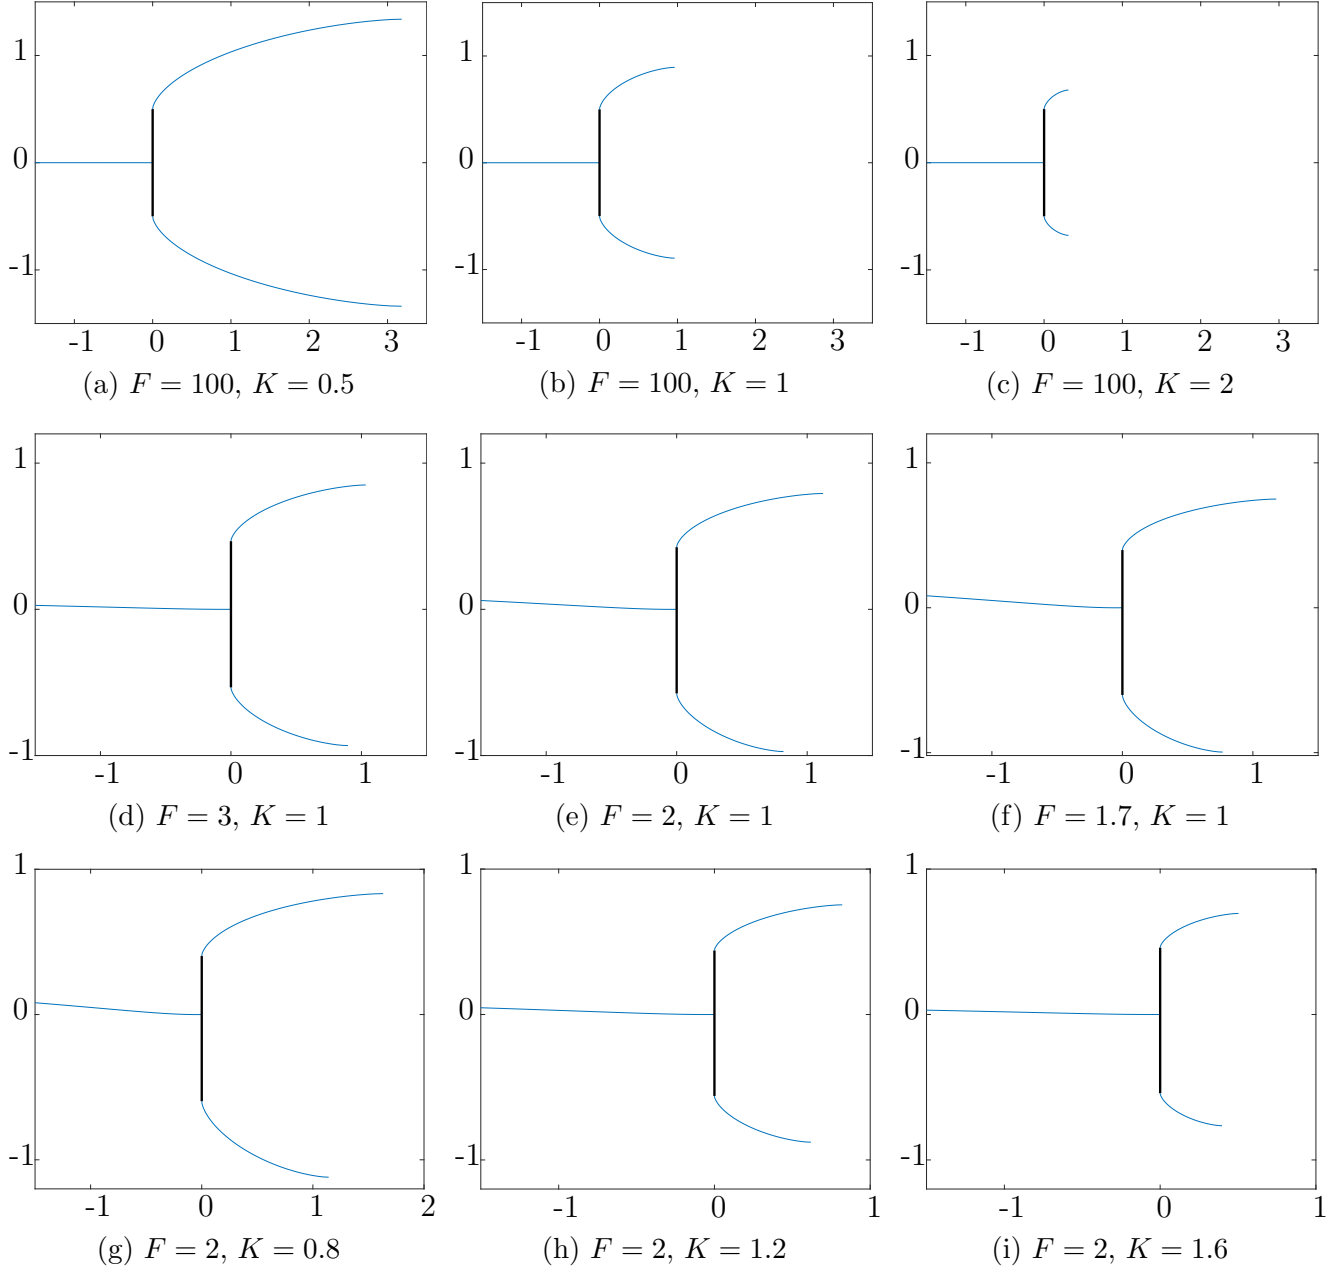 1
0
-1
-1 0 1 2 3
(a) F = 100, K = 0.5
1
0
-1
-1 0 1 2 3
(b) F = 100, K = 1
1
0
-1
-1 0 1 2 3
(c) F = 100, K = 2
1
0
-1
-1 0 1
(d) F = 3, K = 1
1
0
-1
-1 0 1
(e) F = 2, K = 1
1
0
-1
-1 0 1
(f) F = 1.7, K = 1
1
0
-1
-1 0 1 2
(g) F = 2, K = 0.8
1
0
-1
-1 0 1
(h) F = 2, K = 1.2
1
0
-1
-1 0 1
(i) F = 2, K = 1.6